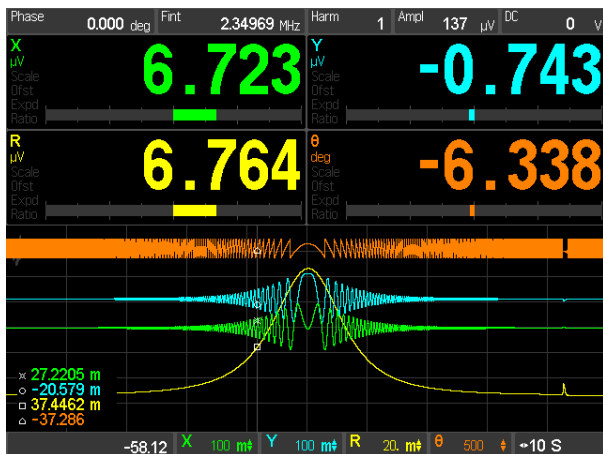 Phase 0.000 deg Fint 2.34969 MHz Harm 1 Ampl 137 µV DC 0 V
X
µV
Scale
Ofst
Expd
Ratio
6.723
Y
µV
Scale
Ofst
Expd
Ratio
-0.743
R
µV
Scale
Ofst
Expd
Ratio
6.764
θ
deg
Scale
Ofst
Expd
Ratio
-6.338
27.2205 m
-20.579 m
37.4462 m
-37.286
-58.12 X 100 m Y 100 m R 20. m θ 500 10 S